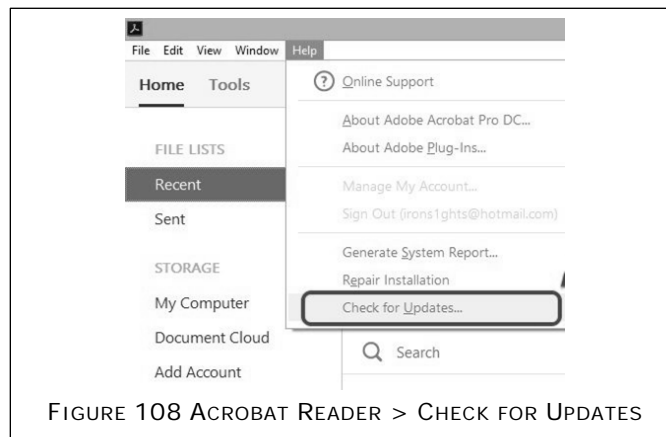 File Edit View Window Help
Home Tools
Online Support
About Adobe Acrobat Pro DC...
About Adobe Plug-Ins...
Manage My Account...
Sign Out (irons1ghts@hotmail.com)
Generate System Report...
Repair Installation
Check for Updates...
FILE LISTS
Recent
Sent
STORAGE
My Computer
Document Cloud
Add Account
Search
FIGURE 108 ACROBAT READER > CHECK FOR UPDATES